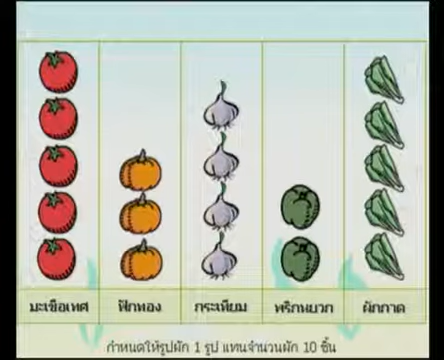 มะเขือเทศ ฟักทอง กระเทียม พริกหยวก ผักกาด
กำหนดให้รูปผัก 1 รูป แทนจำนวนผัก 10 ชิ้น